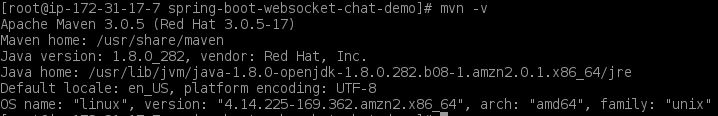 [root@ip-172-31-17-7 spring-boot-websocket-chat-demo]# mvn -v
Apache Maven 3.0.5 (Red Hat 3.0.5-17)
Maven home: /usr/share/maven
Java version: 1.8.0_282, vendor: Red Hat, Inc.
Java home: /usr/lib/jvm/java-1.8.0-openjdk-1.8.0.282.b08-1.amzn2.0.1.x86_64/jre
Default locale: en_US, platform encoding: UTF-8
OS name: "linux", version: "4.14.225-169.362.amzn2.x86_64", arch: "amd64", family: "unix"